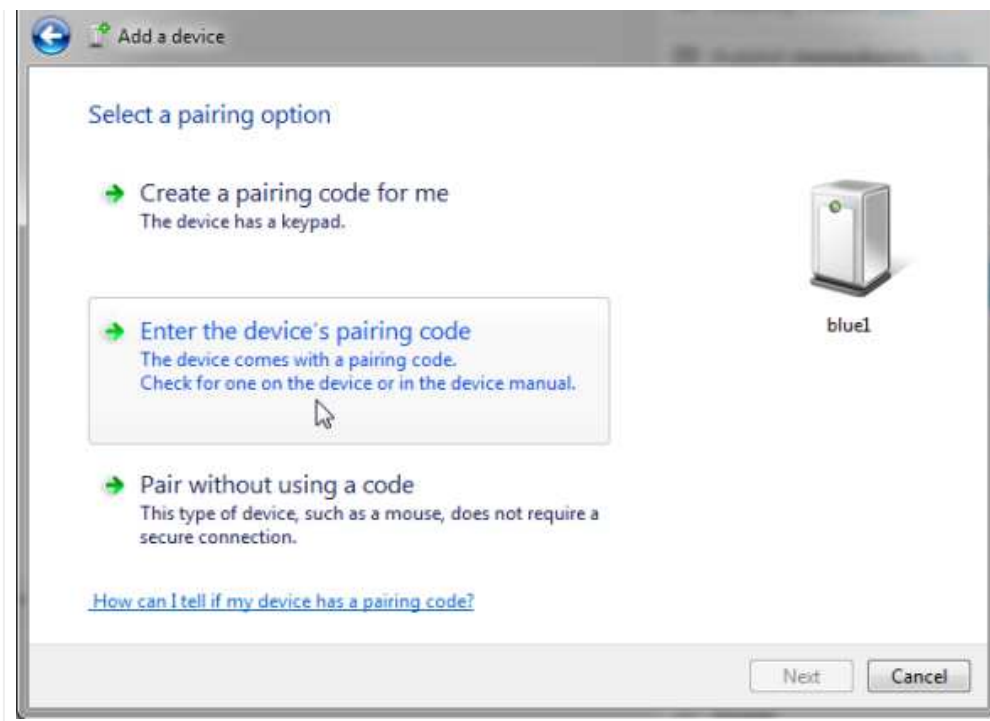 Add a device
Select a pairing option
Create a pairing code for me
The device has a keypad.
Enter the device's pairing code
The device comes with a pairing code.
Check for one on the device or in the device manual.
blue1
Pair without using a code
This type of device, such as a mouse, does not require a
secure connection.
How can I tell if my device has a pairing code?
Next
Cancel